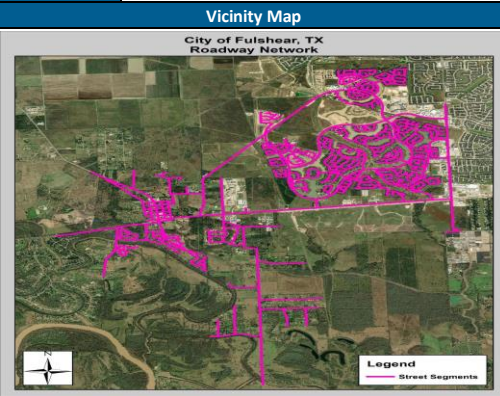 Vicinity Map
City of Fulshear, TX
Roadway Network
N
Legend
Street Segments